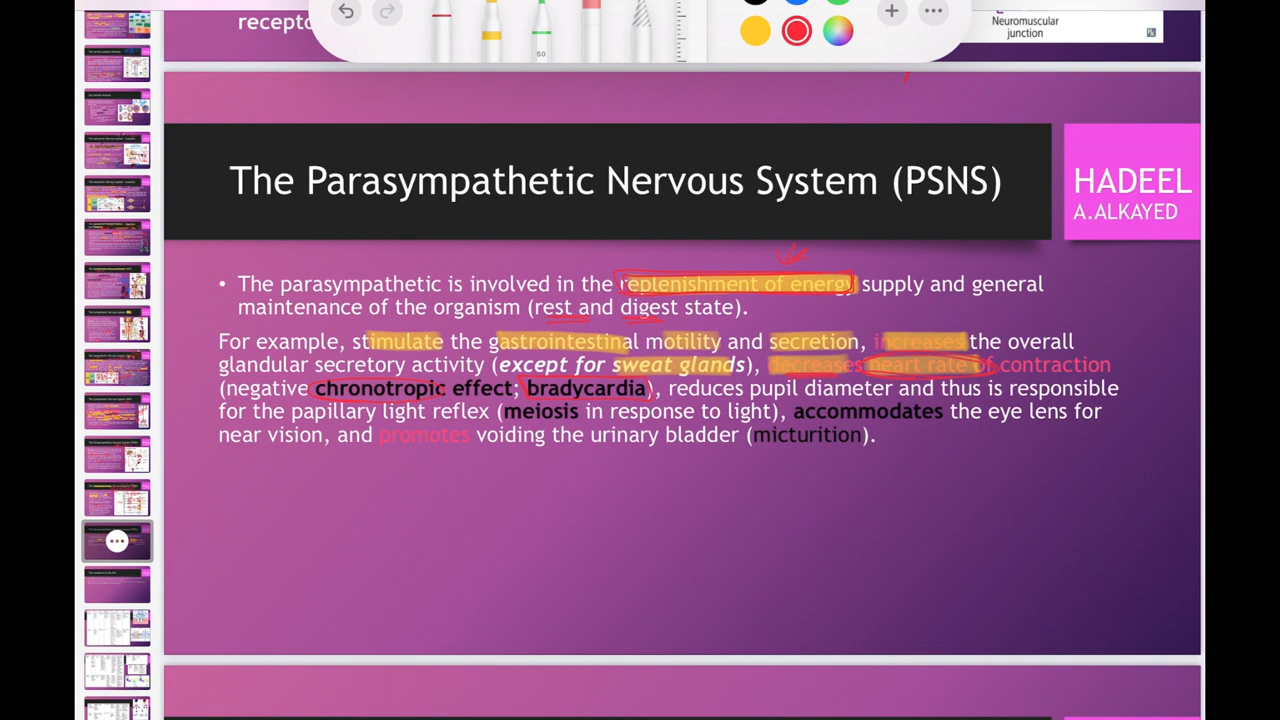 recepto
Neuromuscular
junction
50
The Parasympathetic Nervous System (PSNS)
HADEEL
A.ALKAYED
• The parasympathetic is involved in the replenishment of energy supply and general
maintenance of the organism (rest and digest state).
For example, stimulate the gastrointestinal motility and secretion, increases the overall
glandular secretory activity (except for sweat glands), decreases heart rate of contraction
(negative chronotropic effect; bradycardia), reduces pupil diameter and thus is responsible
for the papillary light reflex (meiosis in response to light), accommodates the eye lens for
near vision, and promotes voiding the urinary bladder (micturition).